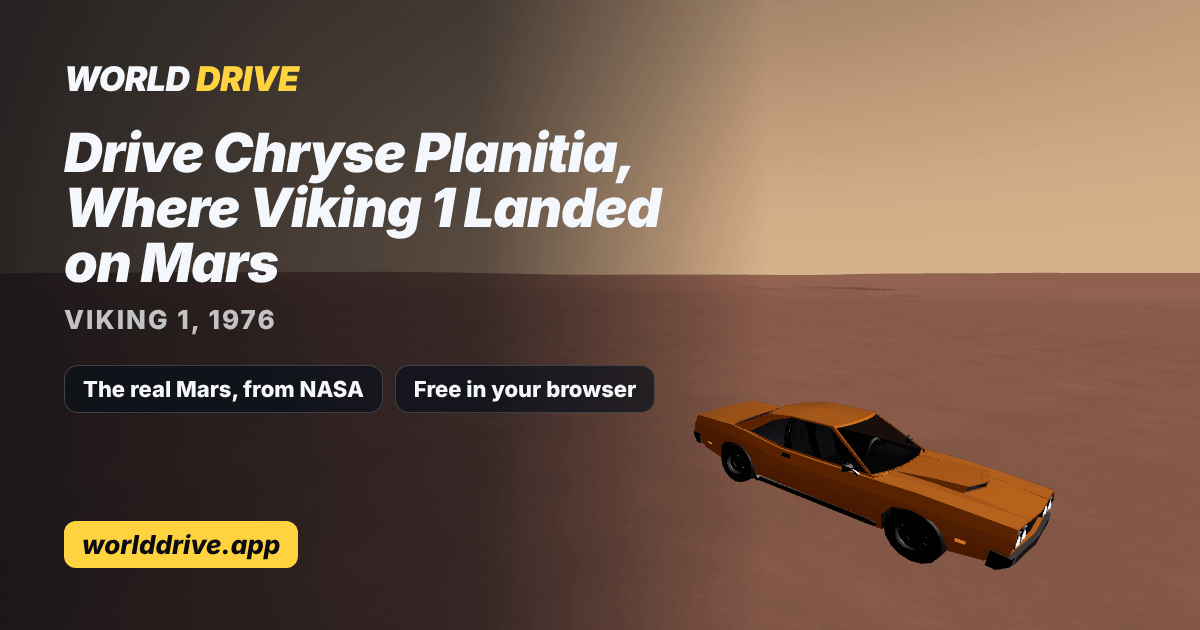 WORLD DRIVE
Drive Chryse Planitia,
Where Viking 1 Landed
on Mars
VIKING 1, 1976
The real Mars, from NASA
Free in your browser
worlddrive.app